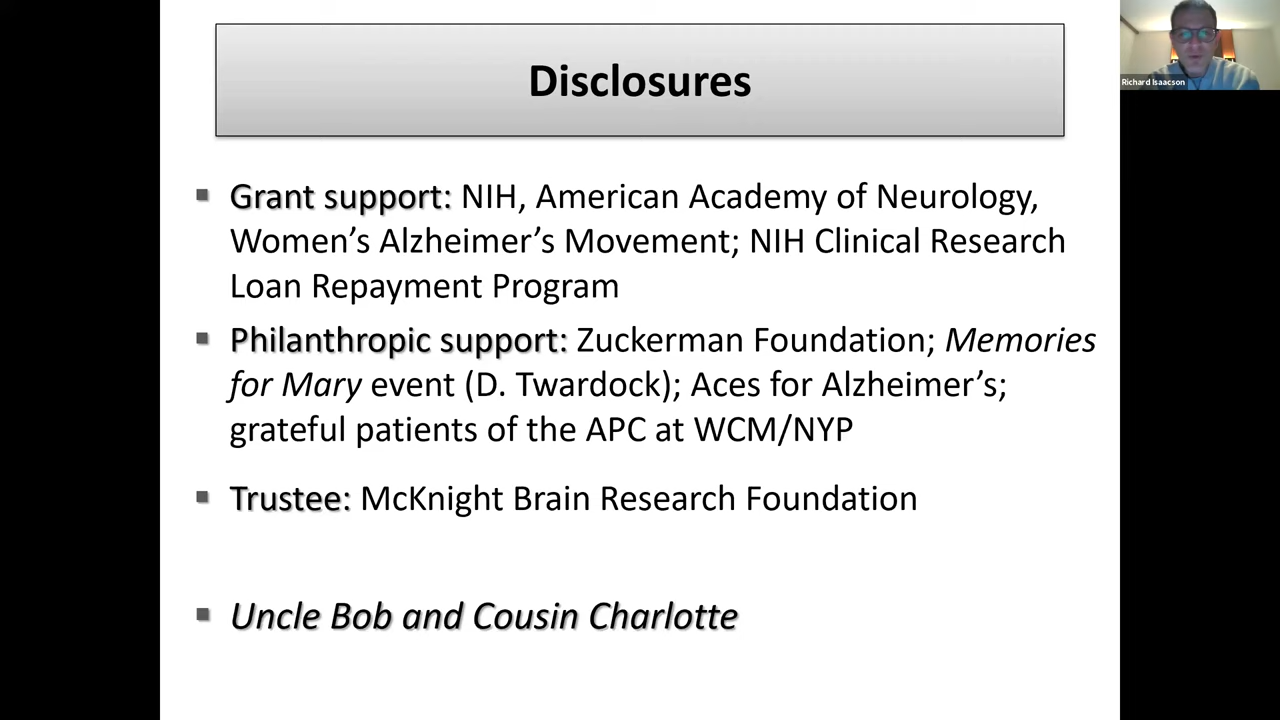 Disclosures
Richard Isaacson
▪ Grant support: NIH, American Academy of Neurology,
Women’s Alzheimer’s Movement; NIH Clinical Research
Loan Repayment Program
▪ Philanthropic support: Zuckerman Foundation; Memories
for Mary event (D. Twardock); Aces for Alzheimer’s;
grateful patients of the APC at WCM/NYP
▪ Trustee: McKnight Brain Research Foundation
▪ Uncle Bob and Cousin Charlotte